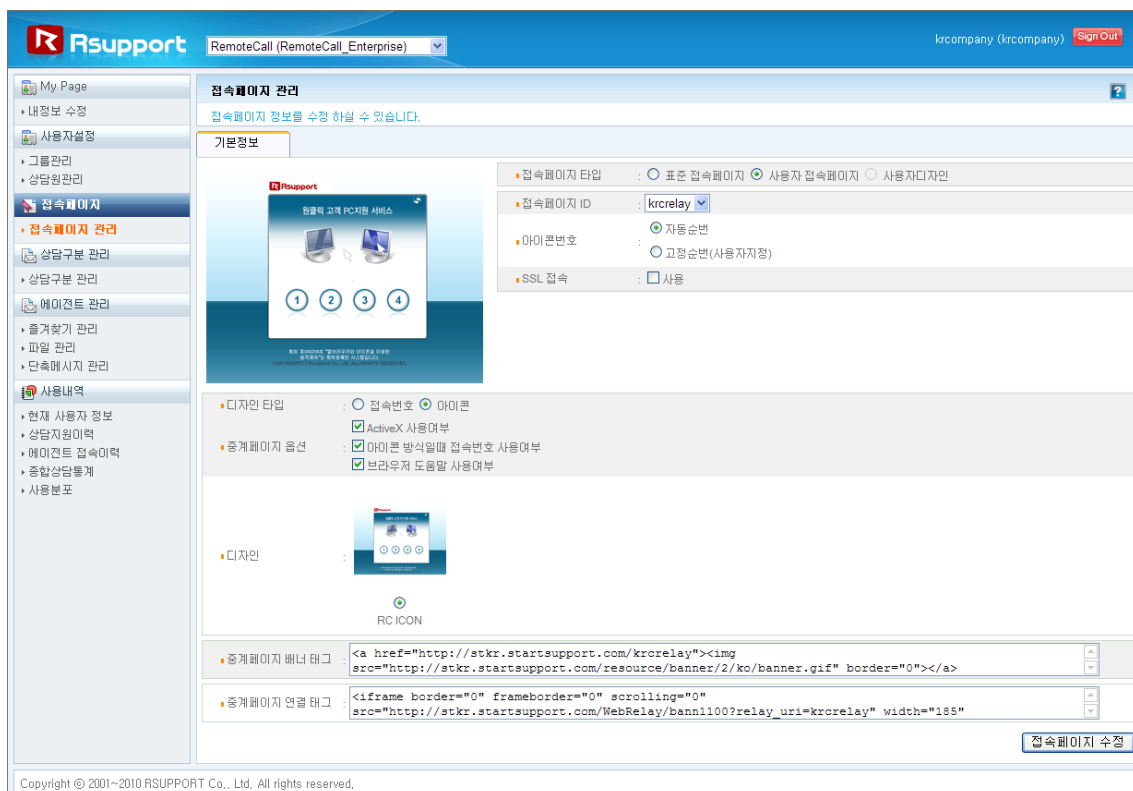 Rsupport
RemoteCall (RemoteCall_Enterprise)
krcompany (krcompany)
Sign Out
My Page
내정보 수정
사용자설정
그룹관리
상담원관리
접속페이지
접속페이지 관리
상담구분 관리
상담구분 관리
에이전트 관리
즐겨찾기 관리
파일 관리
단축메시지 관리
사용내역
현재 사용자 정보
상담지원이력
에이전트 접속이력
종합상담통계
사용분포
접속페이지 관리
?
접속페이지 정보를 수정 하실 수 있습니다.
기본정보
Rsupport
원클릭 고객 PC지원 서비스
1 2 3 4
접속페이지 타입 : 표준 접속페이지 사용자 접속페이지 사용자디자인
접속페이지 ID : krcrelay
아이콘번호 : 자동순번
고정순번(사용자지정)
SSL 접속 : 사용
디자인 타입 : 접속번호 아이콘
중계페이지 옵션 : ActiveX 사용여부
아이콘 방식일때 접속번호 사용여부
브라우저 도움말 사용여부
디자인 :
RC ICON
중계페이지 배너 태그 : <a href="http://stkr.startsupport.com/krcrelay"><img
src="http://stkr.startsupport.com/resource/banner/2/ko/banner.gif" border="0"></a>
중계페이지 연결 태그 : <iframe border="0" frameborder="0" scrolling="0"
src="http://stkr.startsupport.com/WebRelay/bann1100?relay_uri=krcrelay" width="185"
접속페이지 수정
Copyright ⓒ 2001~2010 RSUPPORT Co., Ltd, All rights reserved,